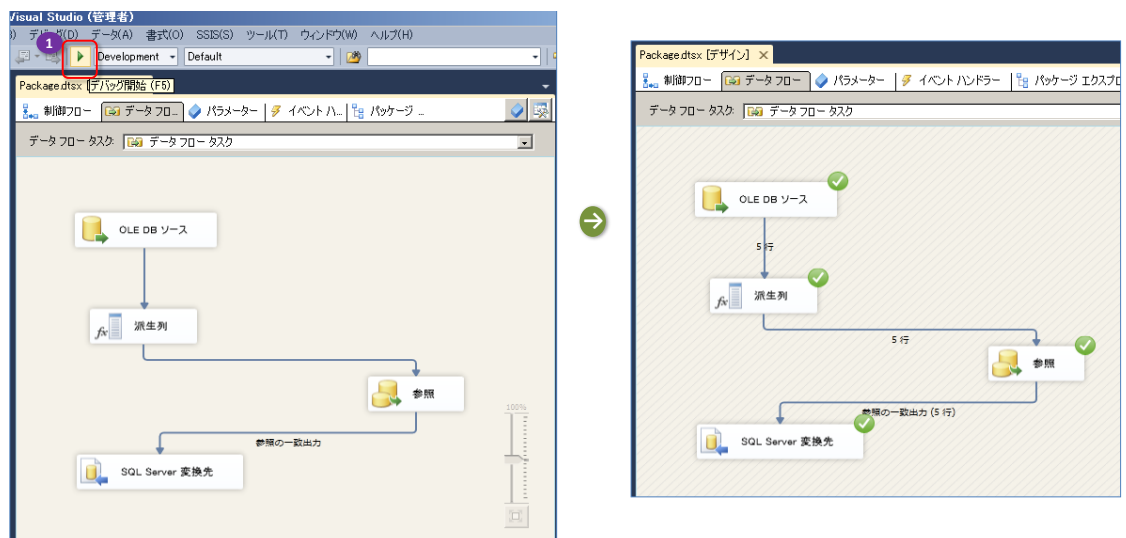 Visual Studio (管理者)
デバッグ(D) データ(A) 書式(O) SSIS(S) ツール(T) ウィンドウ(W) ヘルプ(H)
1
Development Default
Package.dtsx デバッグ開始 (F5)
制御フロー データ フロ... パラメーター イベント ハ... パッケージ ...
データ フロー タスク: データ フロー タスク
OLE DB ソース
fx 派生列
参照
100%
参照の一致出力
SQL Server 変換先
Package.dtsx [デザイン] ×
制御フロー データ フロー パラメーター イベント ハンドラー パッケージ エクスプロ
データ フロー タスク: データ フロー タスク
OLE DB ソース
5 行
fx 派生列
5 行
参照
参照の一致出力 (5 行)
SQL Server 変換先